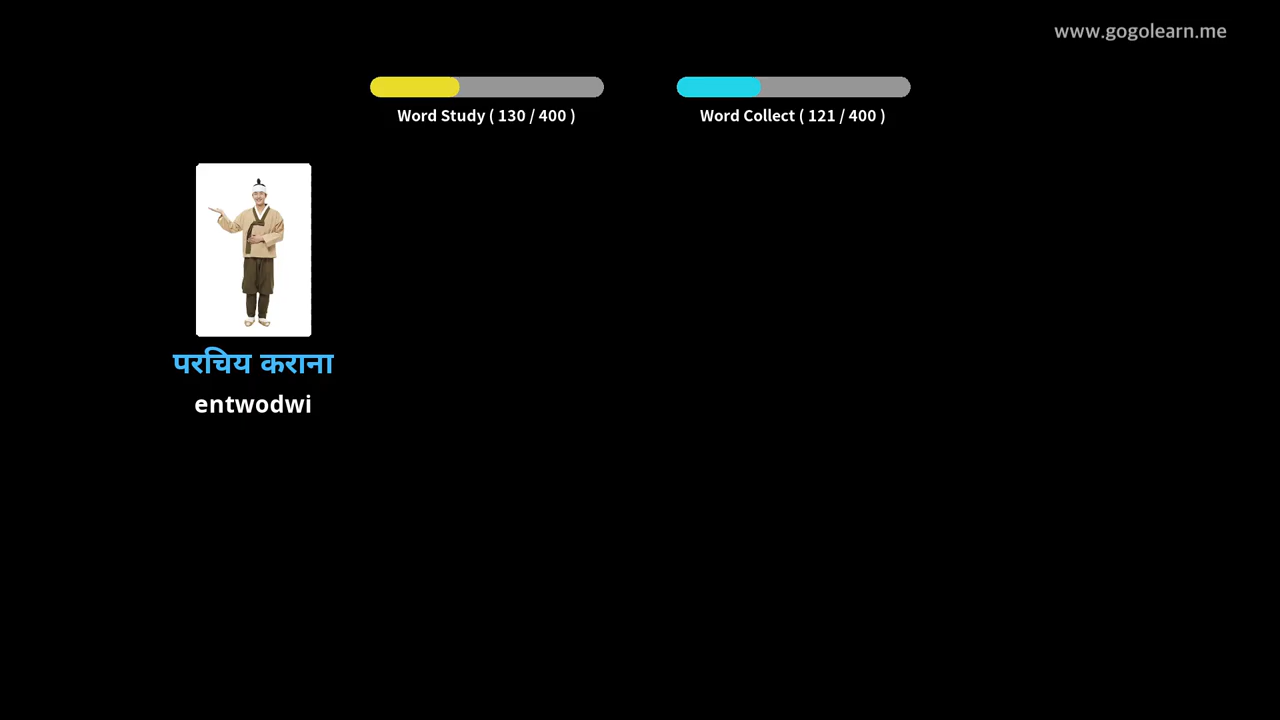 www.gogolearn.me
Word Study ( 130 / 400 )
Word Collect ( 121 / 400 )
परिचय कराना
entwodwi